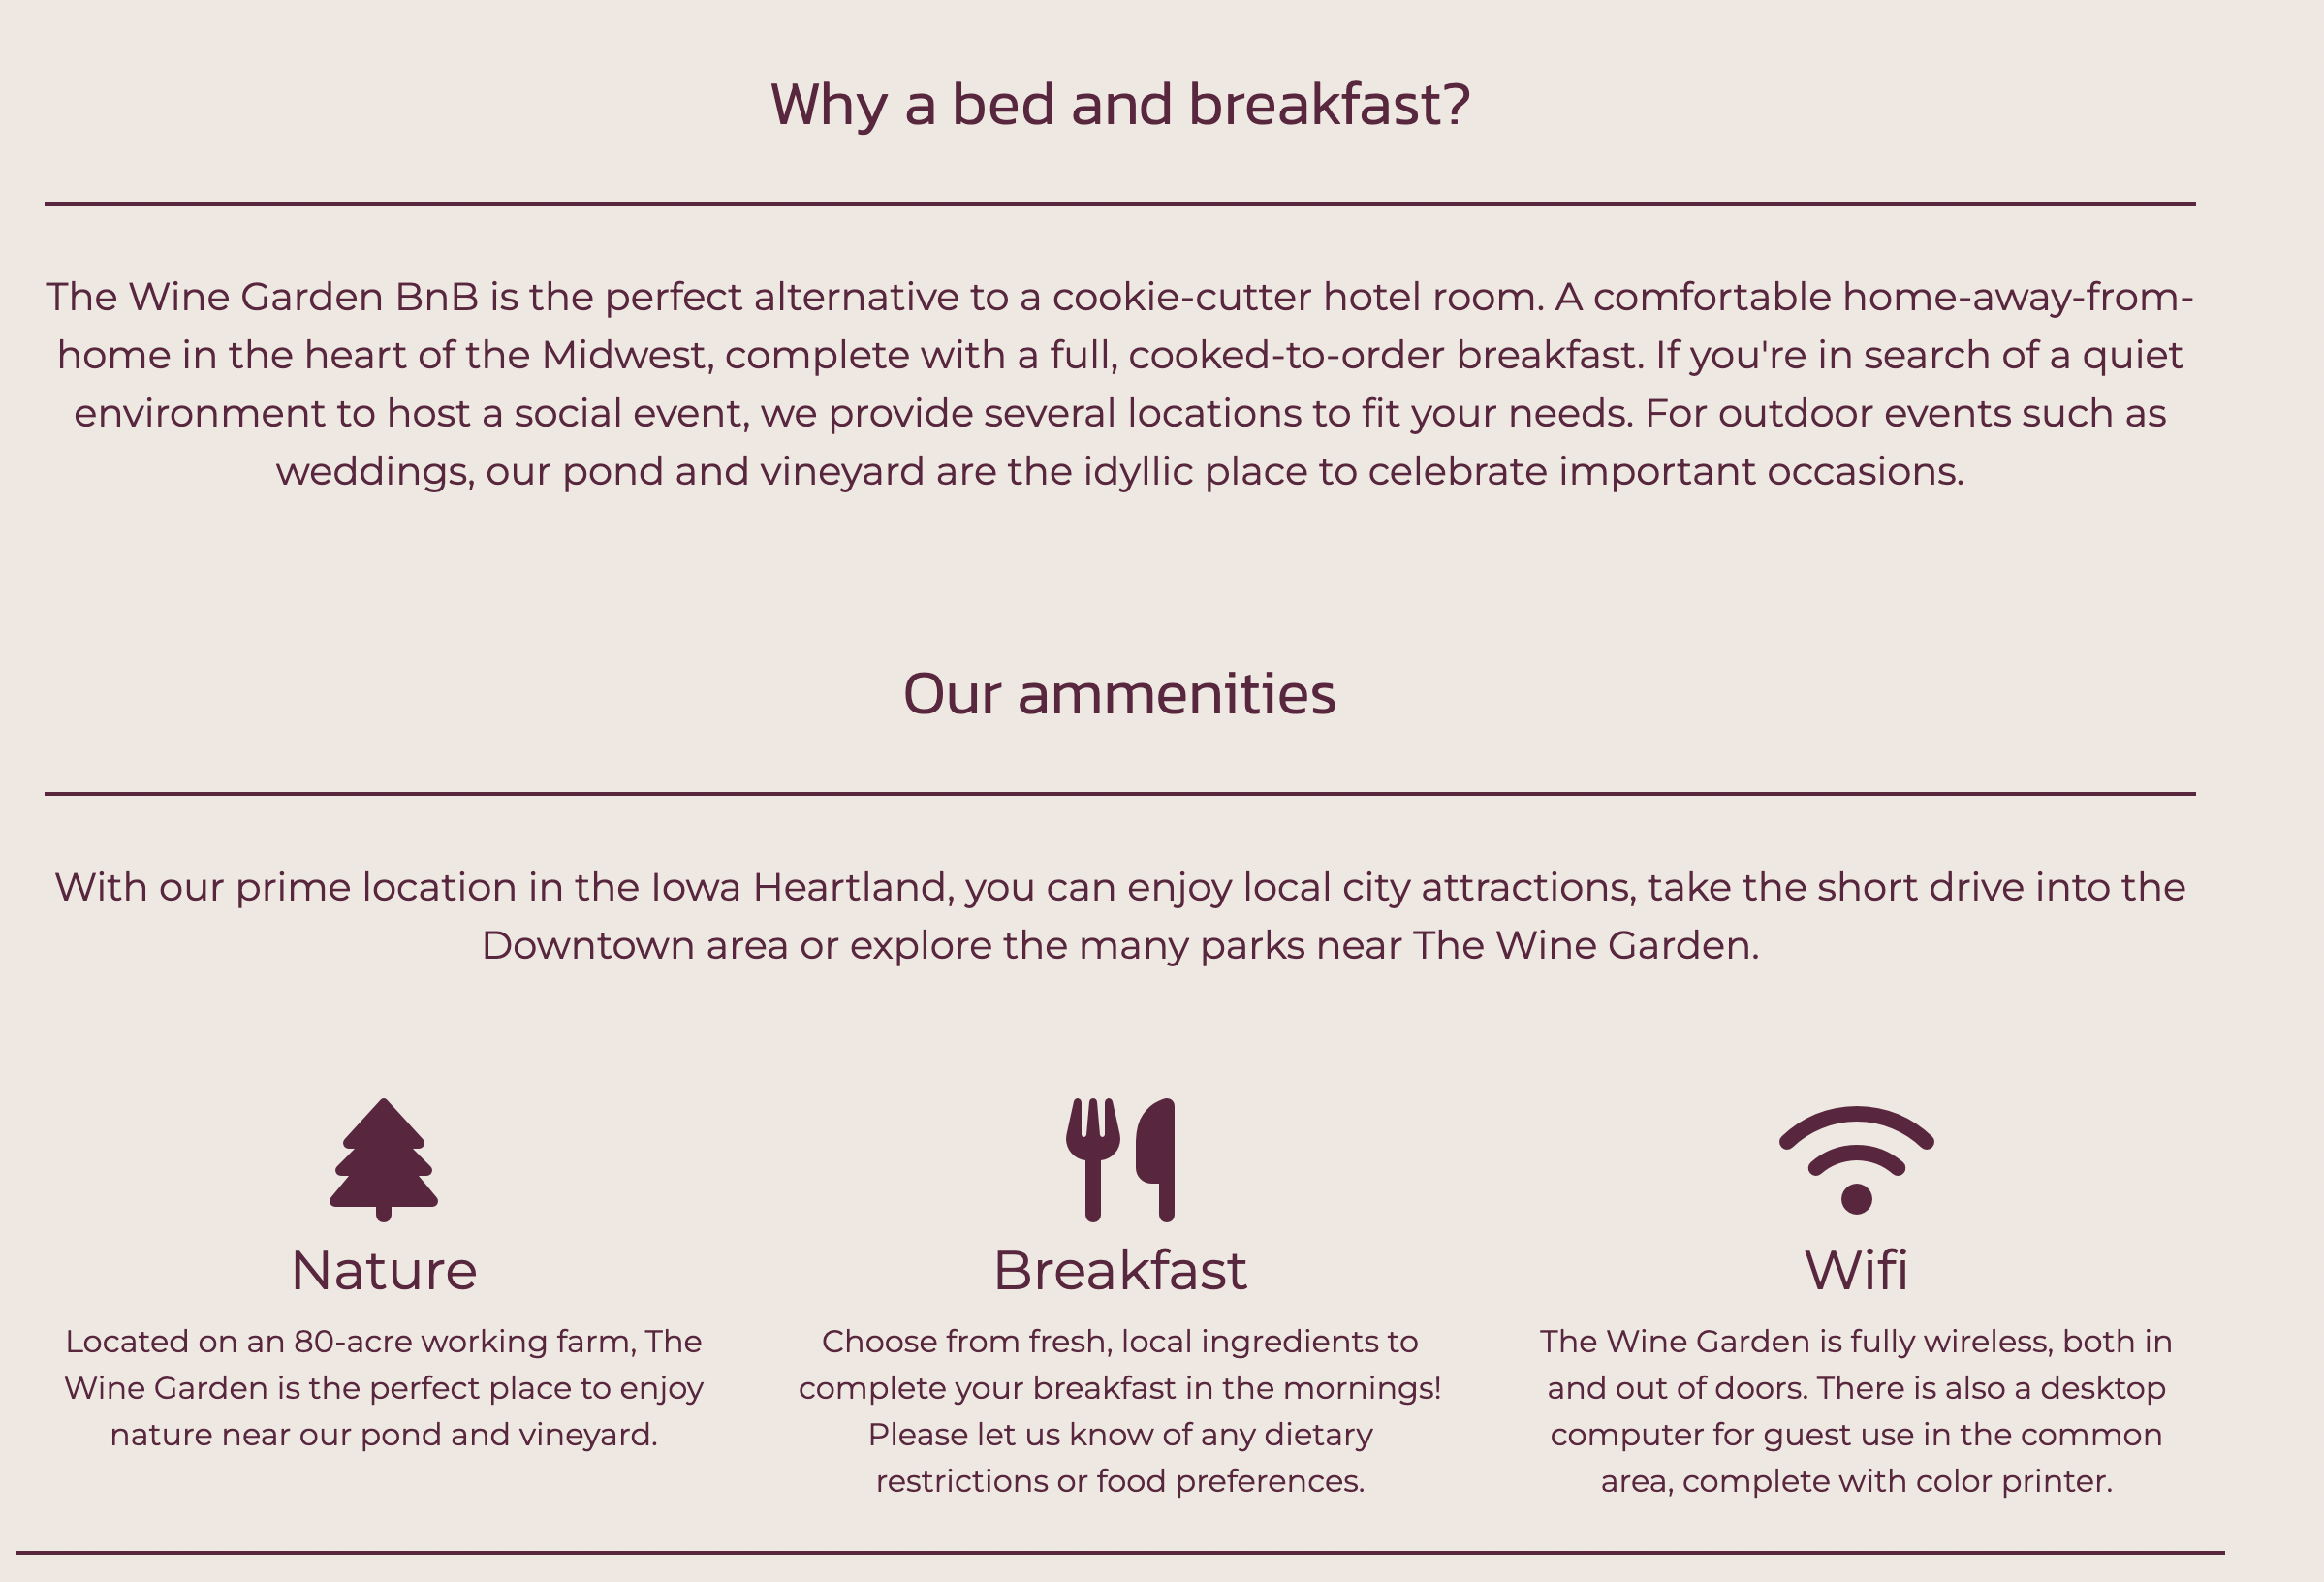 Why a bed and breakfast?
The Wine Garden BnB is the perfect alternative to a cookie-cutter hotel room. A comfortable home-away-from-
home in the heart of the Midwest, complete with a full, cooked-to-order breakfast. If you're in search of a quiet
environment to host a social event, we provide several locations to fit your needs. For outdoor events such as
weddings, our pond and vineyard are the idyllic place to celebrate important occasions.
Our ammenities
With our prime location in the Iowa Heartland, you can enjoy local city attractions, take the short drive into the
Downtown area or explore the many parks near The Wine Garden.
Nature
Located on an 80-acre working farm, The
Wine Garden is the perfect place to enjoy
nature near our pond and vineyard.
Breakfast
Choose from fresh, local ingredients to
complete your breakfast in the mornings!
Please let us know of any dietary
restrictions or food preferences.
Wifi
The Wine Garden is fully wireless, both in
and out of doors. There is also a desktop
computer for guest use in the common
area, complete with color printer.